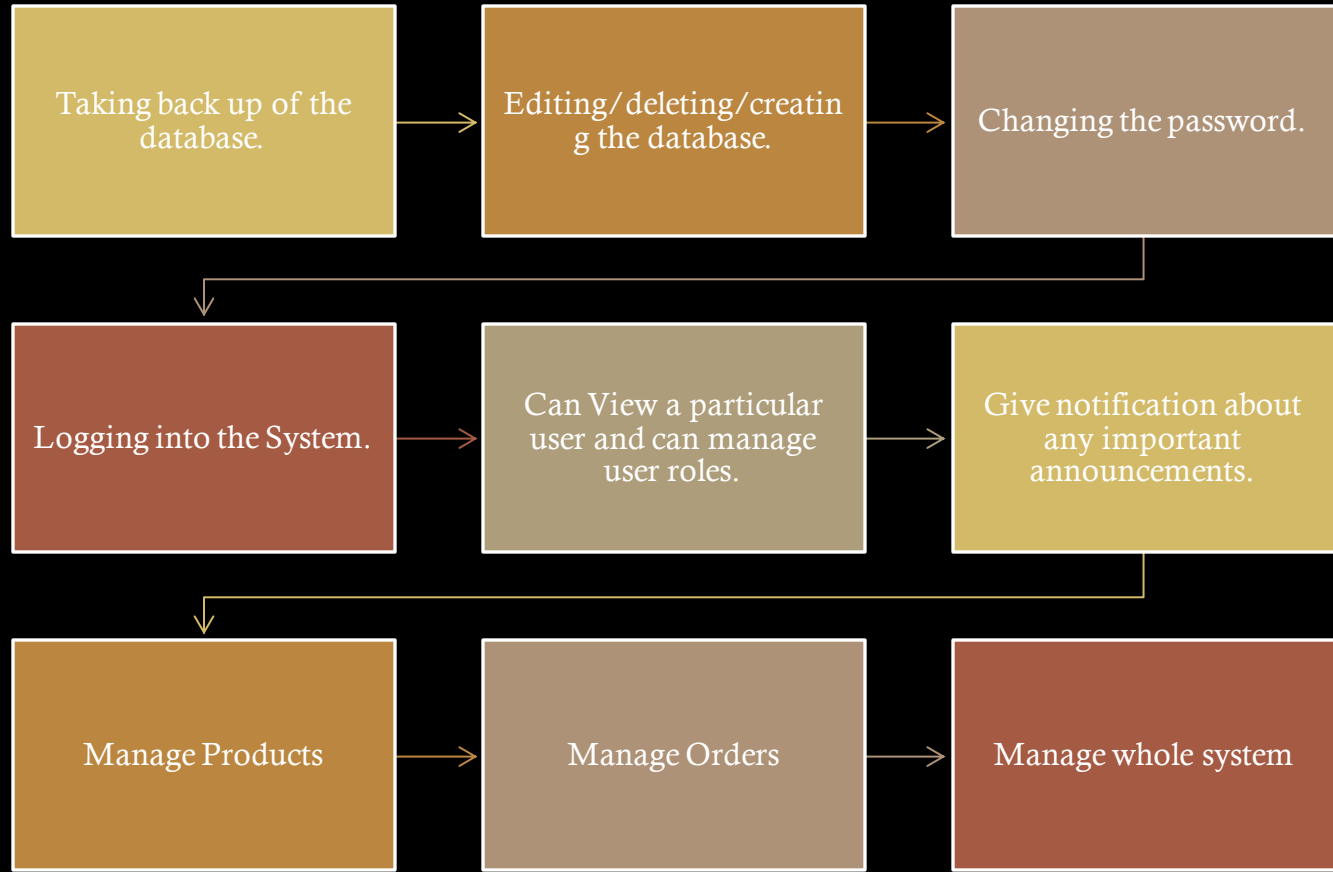 Taking back up of the
database.
Editing/deleting/creatin
g the database.
Changing the password.
Logging into the System.
Can View a particular
user and can manage
user roles.
Give notification about
any important
announcements.
Manage Products
Manage Orders
Manage whole system